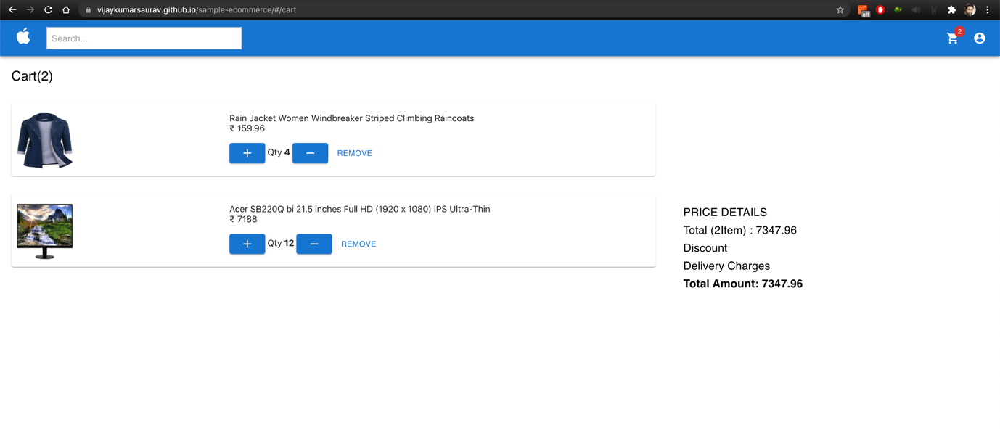 vijaykumarsaurav.github.io/sample-ecommerce/#/cart
off
Search...
2
Cart(2)
Rain Jacket Women Windbreaker Striped Climbing Raincoats
₹ 159.96
+ Qty 4 − REMOVE
Acer SB220Q bi 21.5 inches Full HD (1920 x 1080) IPS Ultra-Thin
₹ 7188
+ Qty 12 − REMOVE
PRICE DETAILS
Total (2Item) : 7347.96
Discount
Delivery Charges
Total Amount: 7347.96